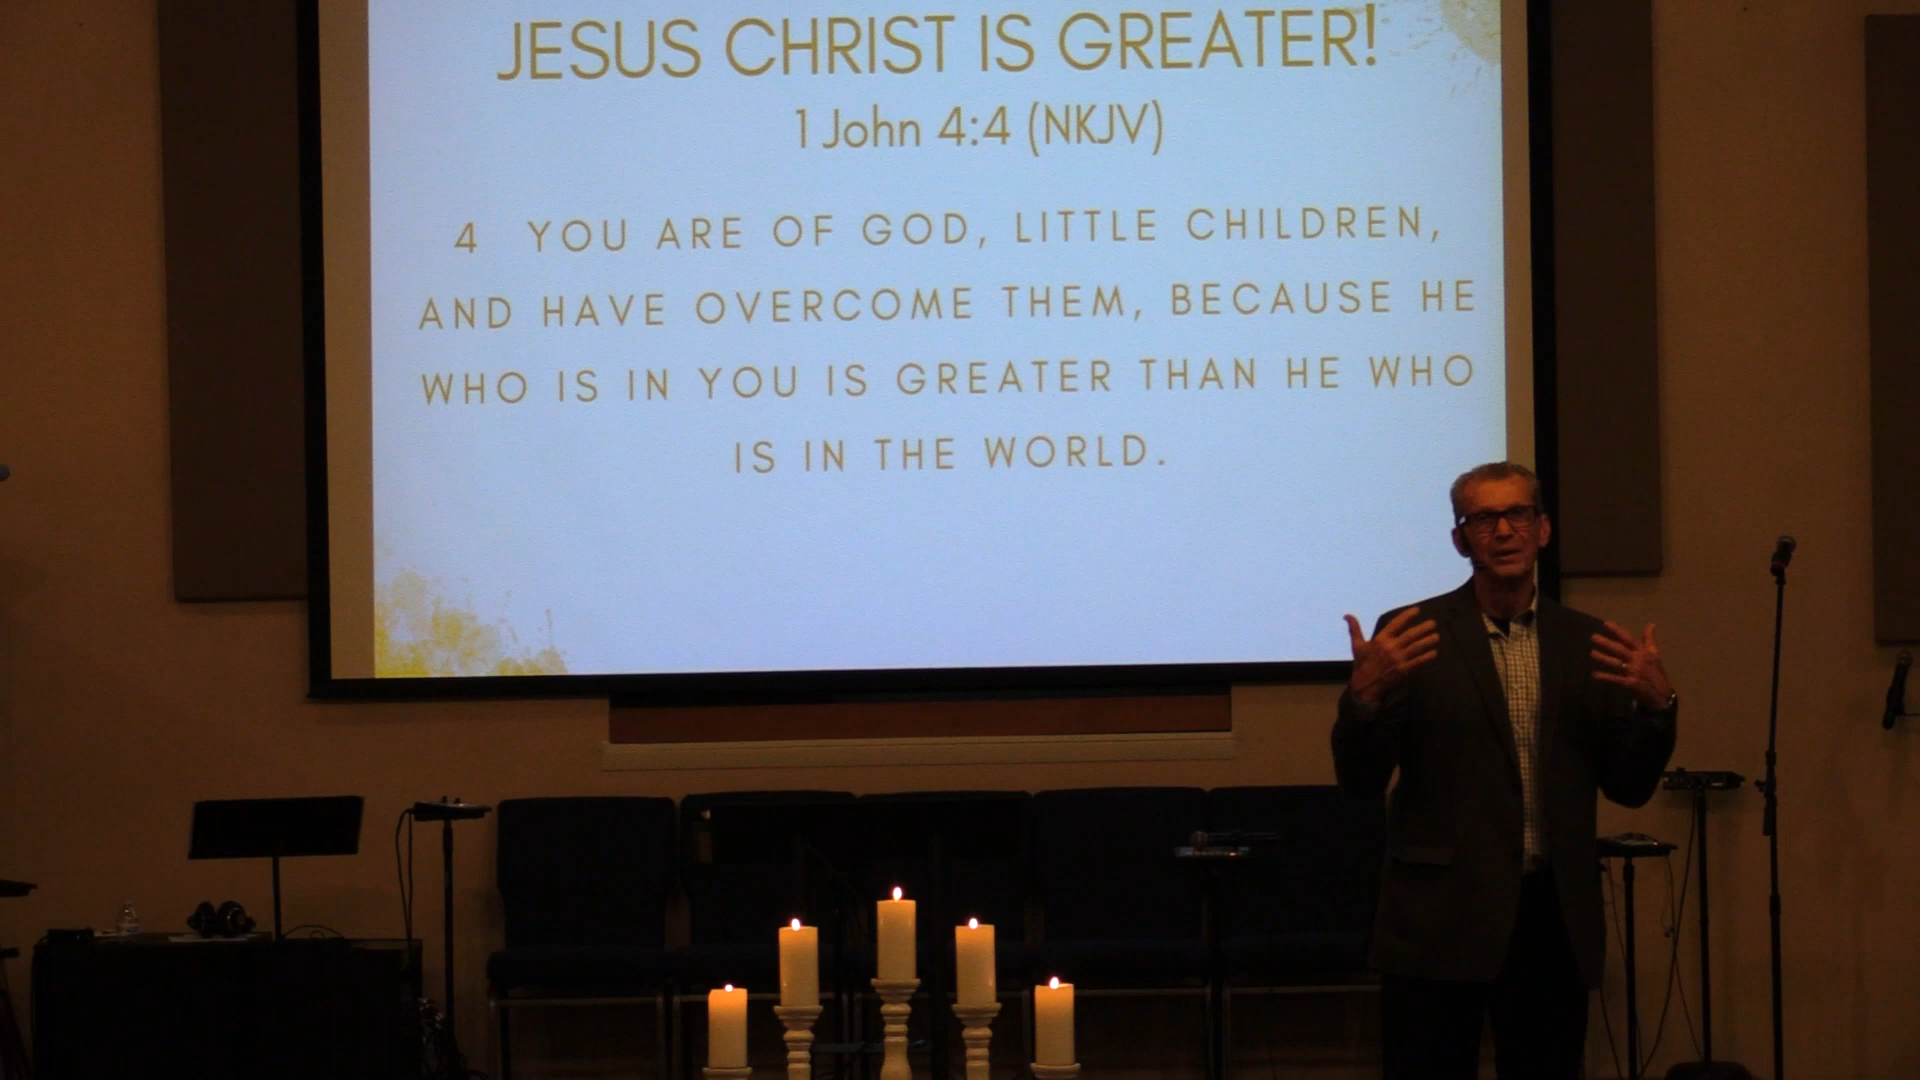 JESUS CHRIST IS GREATER!
1 John 4:4 (NKJV)
4 YOU ARE OF GOD, LITTLE CHILDREN,
AND HAVE OVERCOME THEM, BECAUSE HE
WHO IS IN YOU IS GREATER THAN HE WHO
IS IN THE WORLD.